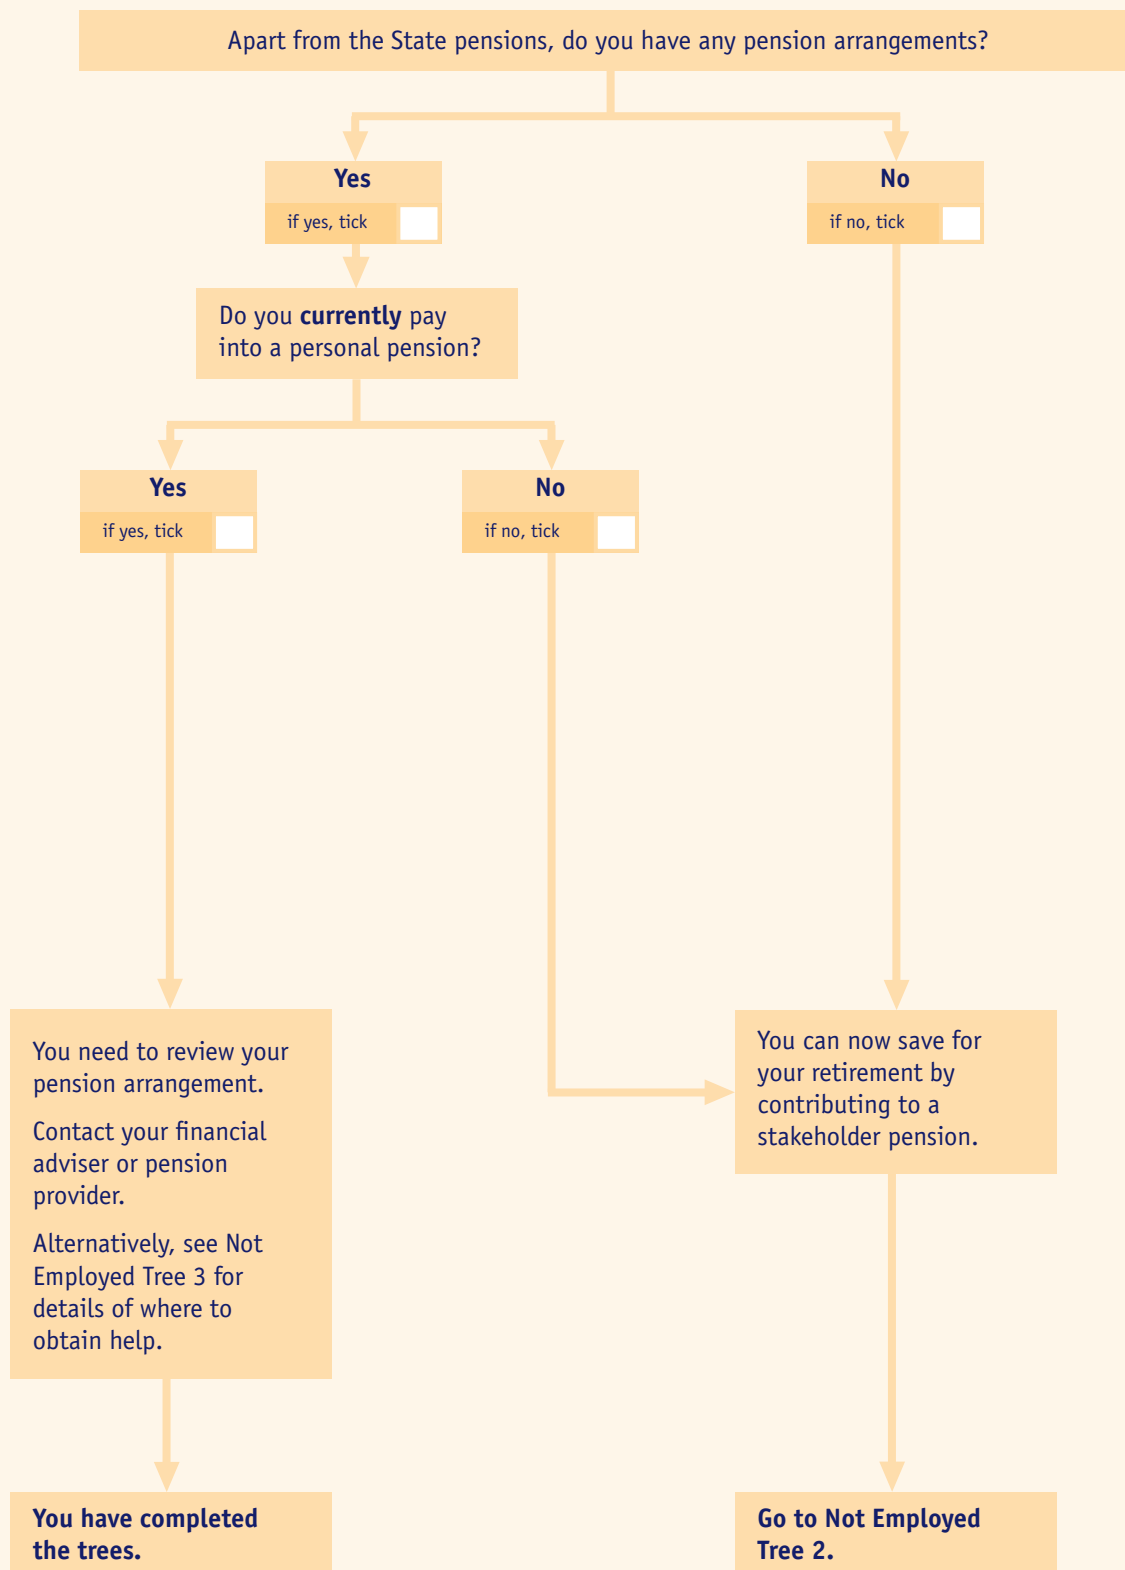 Apart from the State pensions, do you have any pension arrangements?
Yes
if yes, tick
No
if no, tick
Do you currently pay
into a personal pension?
Yes
if yes, tick
No
if no, tick
You need to review your
pension arrangement.
Contact your financial
adviser or pension
provider.
Alternatively, see Not
Employed Tree 3 for
details of where to
obtain help.
You can now save for
your retirement by
contributing to a
stakeholder pension.
You have completed
the trees.
Go to Not Employed
Tree 2.